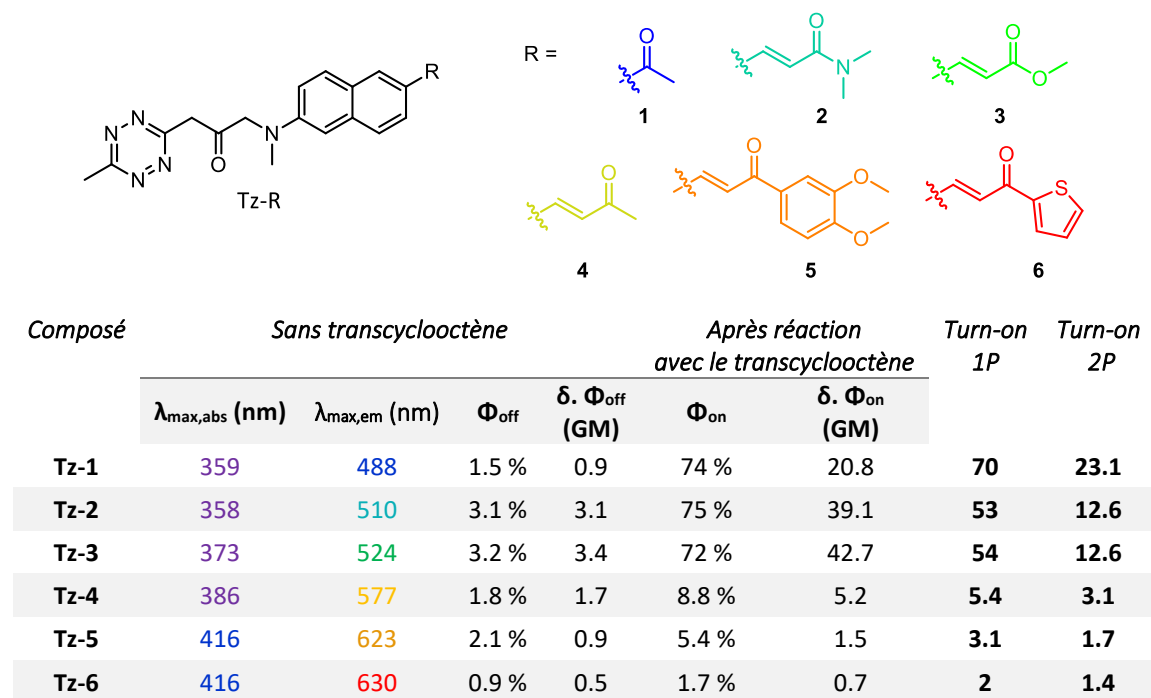 R =
O
N
1
O
N
2
O
O
3
N
N
N
N
O
N
R
Tz-R
O
4
O
O
O
5
O
S
6
Composé Sans transcyclooctène Après réaction avec le transcyclooctène Turn-on 1P Turn-on 2P
λmax,abs (nm) λmax,em (nm) Φoff δ. Φoff (GM) Φon δ. Φon (GM)
Tz-1 359 488 1.5 % 0.9 74 % 20.8 70 23.1
Tz-2 358 510 3.1 % 3.1 75 % 39.1 53 12.6
Tz-3 373 524 3.2 % 3.4 72 % 42.7 54 12.6
Tz-4 386 577 1.8 % 1.7 8.8 % 5.2 5.4 3.1
Tz-5 416 623 2.1 % 0.9 5.4 % 1.5 3.1 1.7
Tz-6 416 630 0.9 % 0.5 1.7 % 0.7 2 1.4